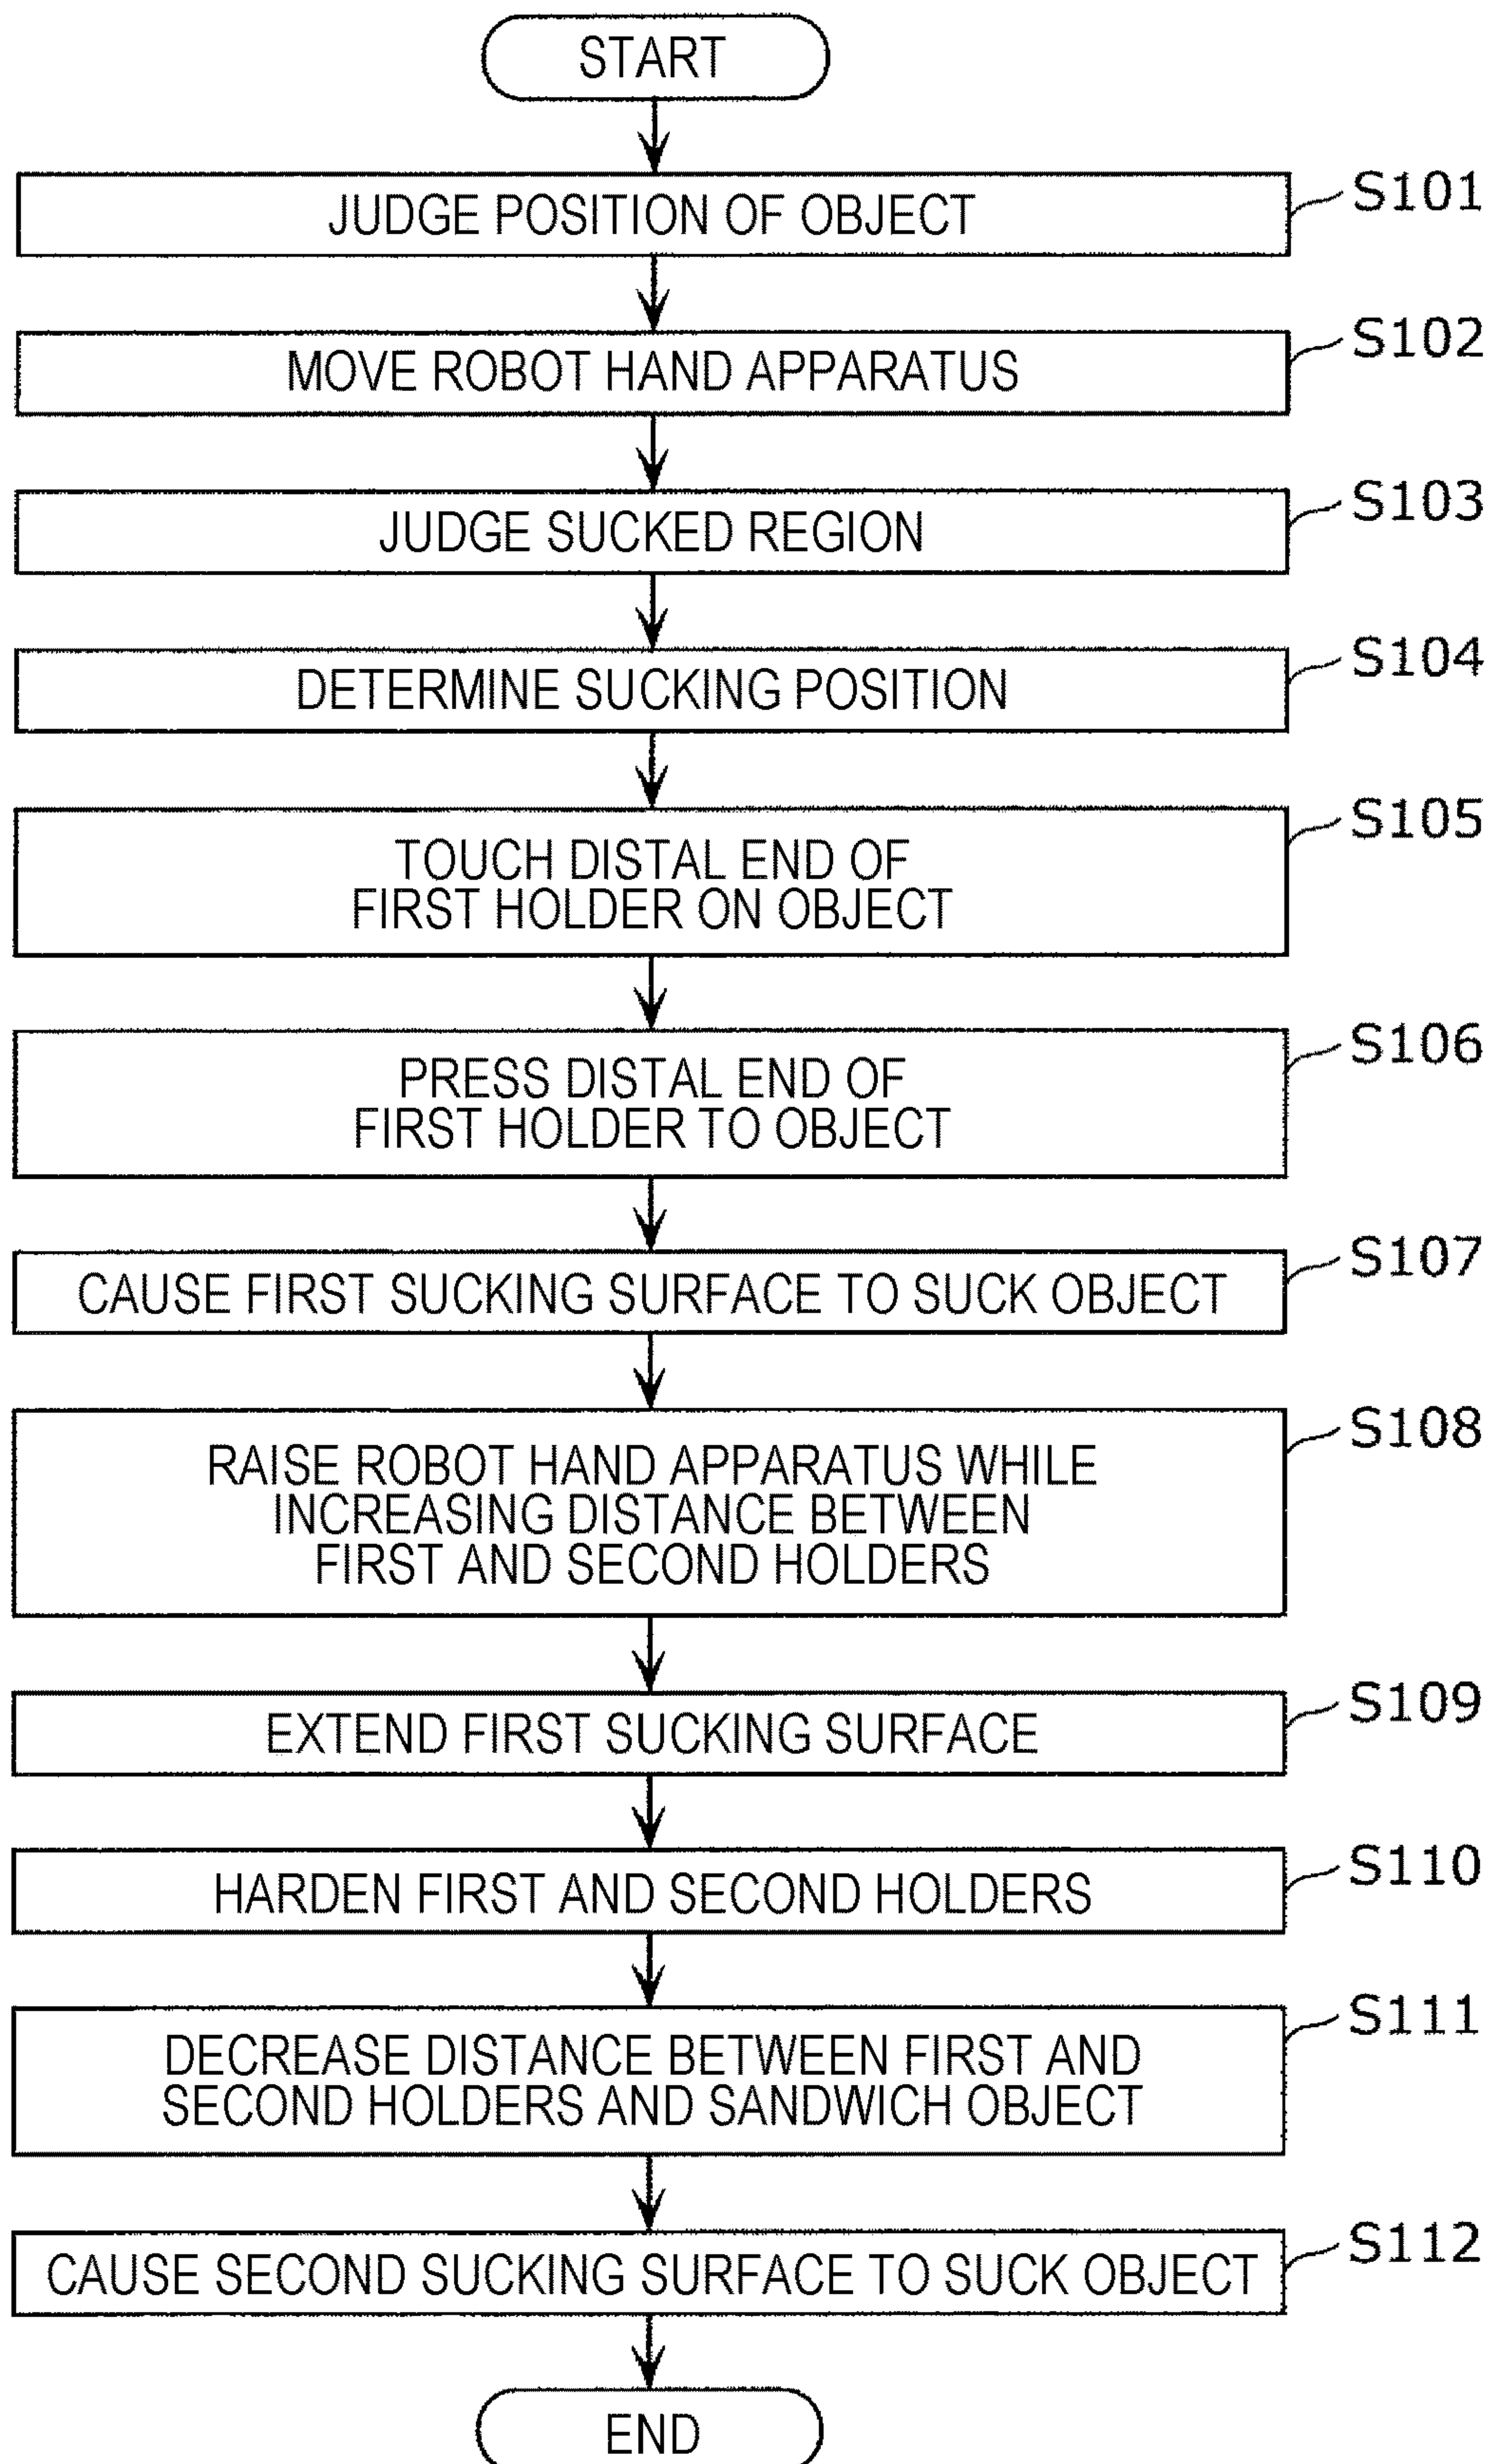 START
JUDGE POSITION OF OBJECT
S101
MOVE ROBOT HAND APPARATUS
S102
JUDGE SUCKED REGION
S103
DETERMINE SUCKING POSITION
S104
TOUCH DISTAL END OF
FIRST HOLDER ON OBJECT
S105
PRESS DISTAL END OF
FIRST HOLDER TO OBJECT
S106
CAUSE FIRST SUCKING SURFACE TO SUCK OBJECT
S107
RAISE ROBOT HAND APPARATUS WHILE
INCREASING DISTANCE BETWEEN
FIRST AND SECOND HOLDERS
S108
EXTEND FIRST SUCKING SURFACE
S109
HARDEN FIRST AND SECOND HOLDERS
S110
DECREASE DISTANCE BETWEEN FIRST AND
SECOND HOLDERS AND SANDWICH OBJECT
S111
CAUSE SECOND SUCKING SURFACE TO SUCK OBJECT
S112
END